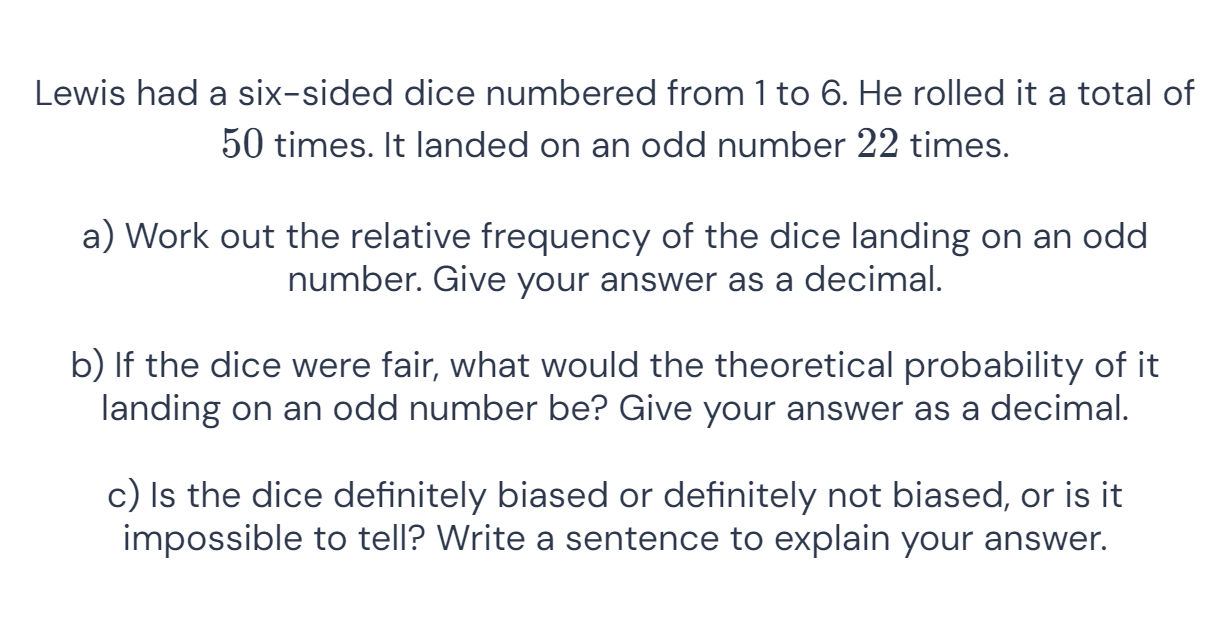 Lewis had a six-sided dice numbered from 1 to 6. He rolled it a total of
50 times. It landed on an odd number 22 times.
a) Work out the relative frequency of the dice landing on an odd
number. Give your answer as a decimal.
b) If the dice were fair, what would the theoretical probability of it
landing on an odd number be? Give your answer as a decimal.
c) Is the dice definitely biased or definitely not biased, or is it
impossible to tell? Write a sentence to explain your answer.